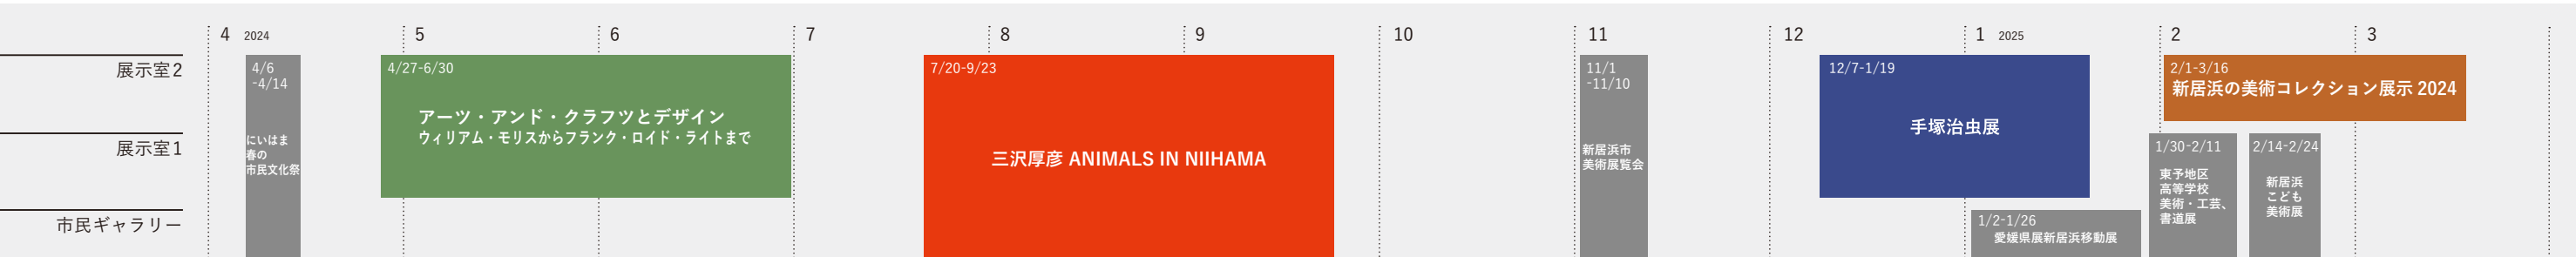 4 2024
5
6
7
8
9
10
11
12
1 2025
2
3
展示室2
展示室1
市民ギャラリー
4/6
-4/14
にいはま
春の
市民文化祭
4/27-6/30
アーツ・アンド・クラフツとデザイン
ウィリアム・モリスからフランク・ロイド・ライトまで
7/20-9/23
三沢厚彦 ANIMALS IN NIIHAMA
11/1
-11/10
新居浜市
美術展覧会
12/7-1/19
手塚治虫展
1/2-1/26
愛媛県展新居浜移動展
2/1-3/16
新居浜の美術コレクション展示 2024
1/30-2/11
東予地区
高等学校
美術・工芸、
書道展
2/14-2/24
新居浜
こども
美術展